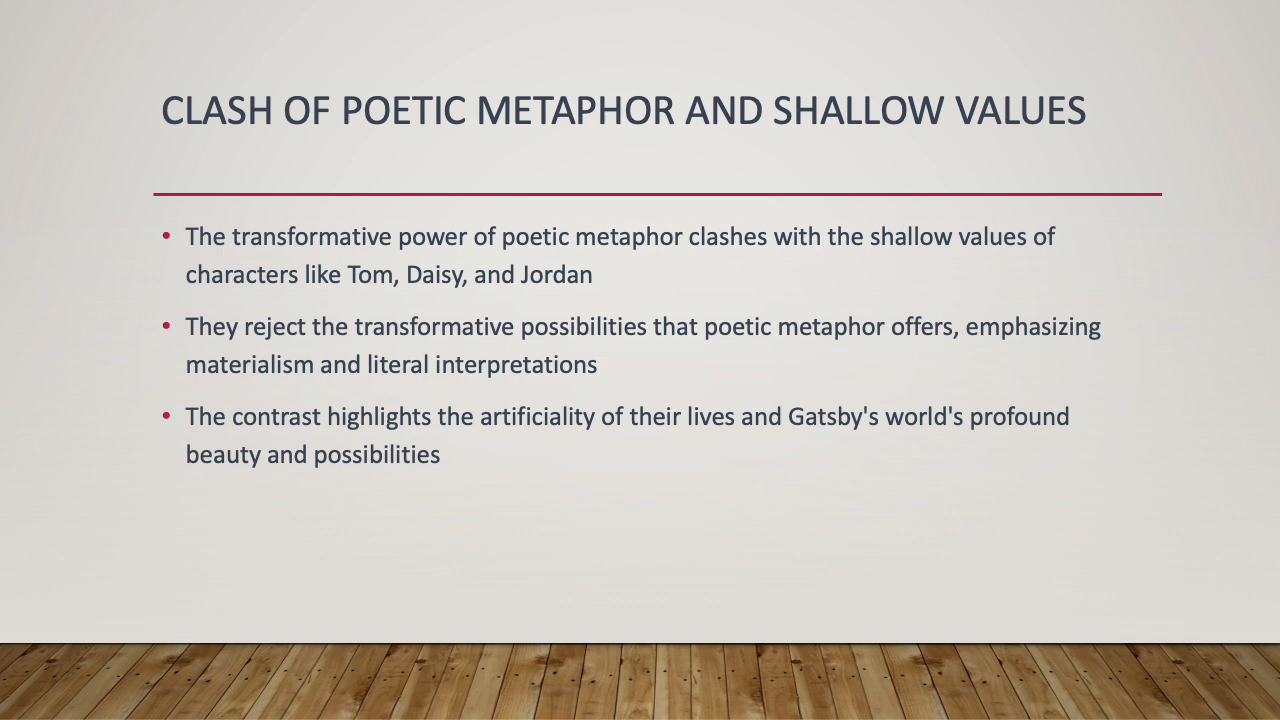 CLASH OF POETIC METAPHOR AND SHALLOW VALUES
• The transformative power of poetic metaphor clashes with the shallow values of
characters like Tom, Daisy, and Jordan
• They reject the transformative possibilities that poetic metaphor offers, emphasizing
materialism and literal interpretations
• The contrast highlights the artificiality of their lives and Gatsby's world's profound
beauty and possibilities